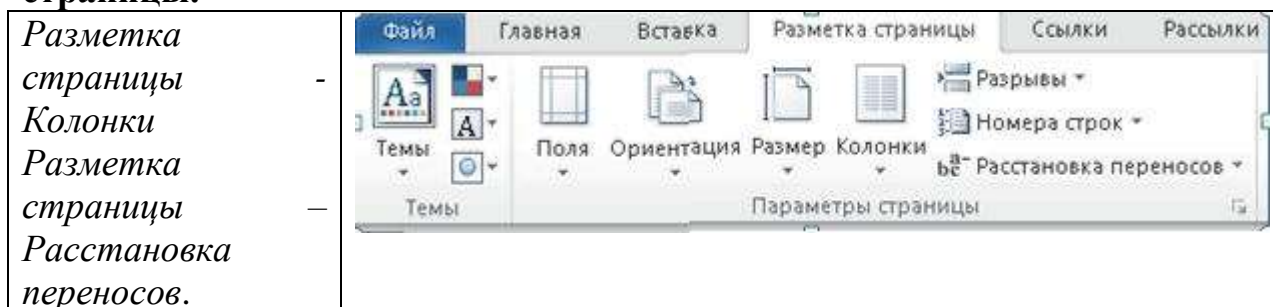 страницы.
Разметка
страницы -
Колонки
Разметка
страницы –
Расстановка
переносов.
Файл Главная Вставка Разметка страницы Ссылки Рассылки
Aa
A
Темы
Поля Ориентация Размер Колонки
Разрывы
Номера строк
Расстановка переносов
Темы Параметры страницы